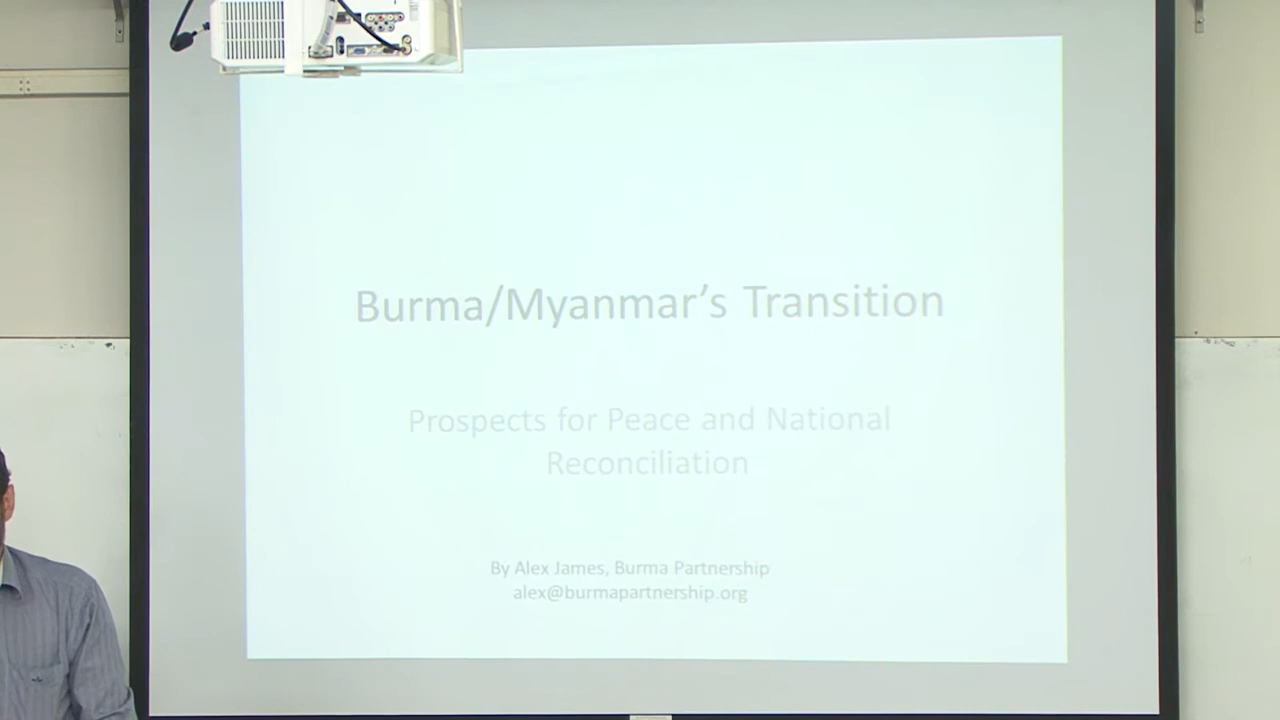 Burma/Myanmar's Transition
Prospects for Peace and National
Reconciliation
By Alex James, Burma Partnership
alex@burmapartnership.org